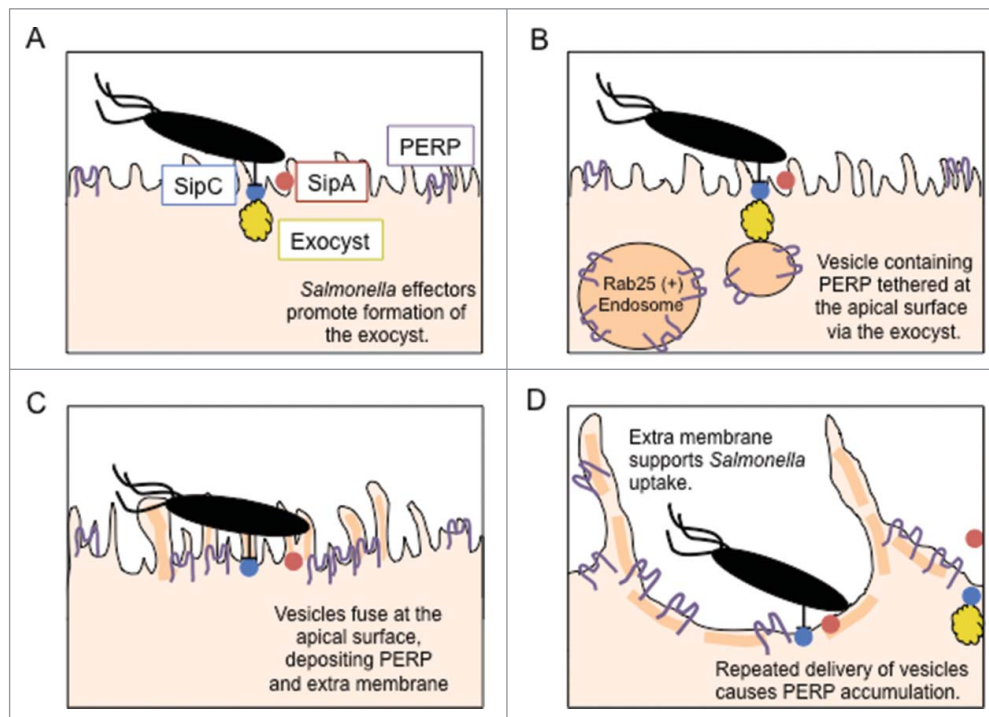 A
PERP
SipC
SipA
Exocyst
Salmonella effectors
promote formation of
the exocyst.
B
Rab25 (+)
Endosome
Vesicle containing
PERP tethered at
the apical surface
via the exocyst.
C
Vesicles fuse at the
apical surface,
depositing PERP
and extra membrane
D
Extra membrane
supports Salmonella
uptake.
Repeated delivery of vesicles
causes PERP accumulation.